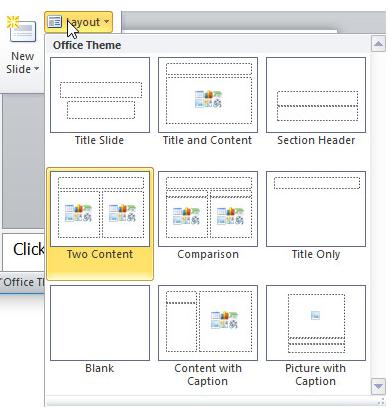 Layout
Office Theme
New
Slide
Title Slide
Title and Content
Section Header
Two Content
Comparison
Title Only
Click
"Office Th
Blank
Content with
Caption
Picture with
Caption